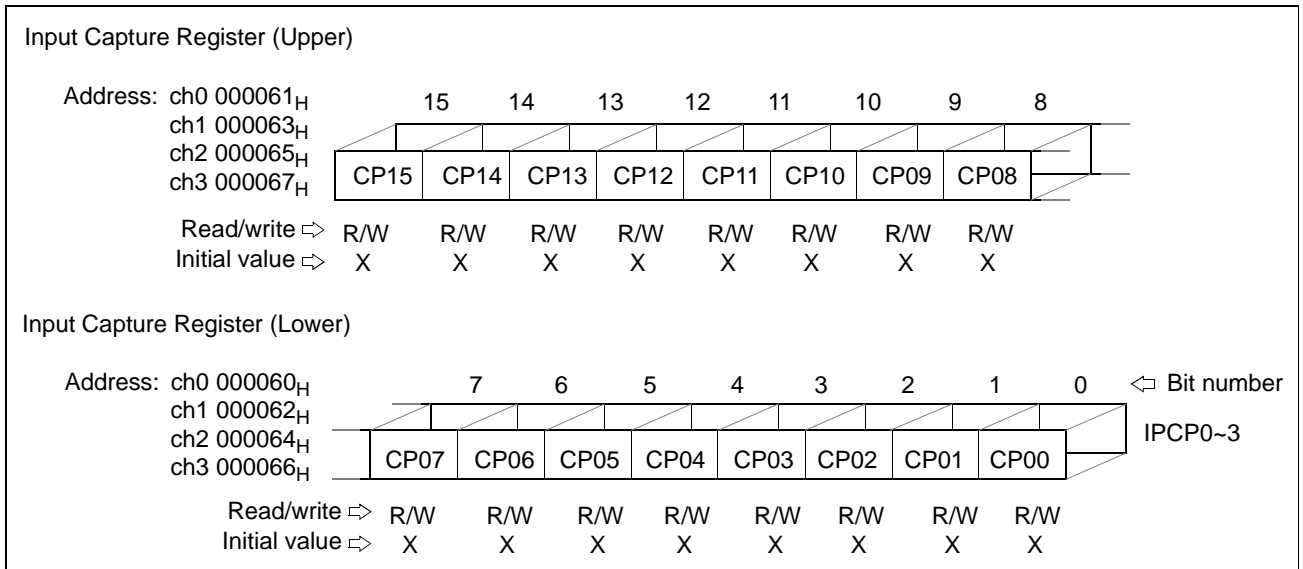 Input Capture Register (Upper)
Address: ch0 000061H
ch1 000063H
ch2 000065H
ch3 000067H
15 14 13 12 11 10 9 8
CP15 CP14 CP13 CP12 CP11 CP10 CP09 CP08
Read/write ⇨ R/W R/W R/W R/W R/W R/W R/W R/W
Initial value ⇨ X X X X X X X X
Input Capture Register (Lower)
Address: ch0 000060H
ch1 000062H
ch2 000064H
ch3 000066H
7 6 5 4 3 2 1 0 ⇦ Bit number
IPCP0~3
CP07 CP06 CP05 CP04 CP03 CP02 CP01 CP00
Read/write ⇨ R/W R/W R/W R/W R/W R/W R/W R/W
Initial value ⇨ X X X X X X X X